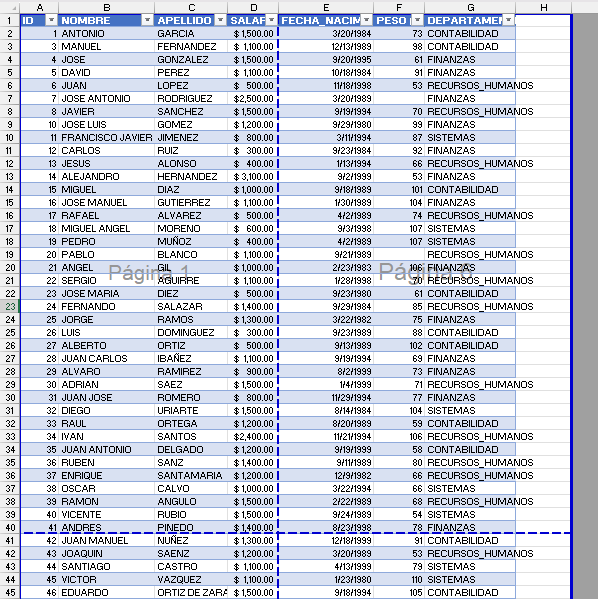 A B C D E F G H
1 ID NOMBRE APELLIDO SALAF FECHA_NACIM PESO DEPARTAMEN
2 1 ANTONIO GARCIA $ 1,500.00 3/20/1984 73 CONTABILIDAD
3 3 MANUEL FERNANDEZ $ 1,100.00 12/13/1989 98 CONTABILIDAD
4 4 JOSE GONZALEZ $ 1,500.00 9/20/1995 61 FINANZAS
5 5 DAVID PEREZ $ 1,100.00 10/18/1984 91 FINANZAS
6 6 JUAN LOPEZ $ 500.00 11/18/1998 53 RECURSOS_HUMANOS
7 7 JOSE ANTONIO RODRIGUEZ $2,500.00 3/20/1989 FINANZAS
8 8 JAVIER SANCHEZ $ 1,500.00 9/19/1994 70 RECURSOS_HUMANOS
9 10 JOSE LUIS GOMEZ $ 1,200.00 9/29/1980 99 FINANZAS
10 11 FRANCISCO JAVIER JIMENEZ $ 800.00 3/11/1994 87 SISTEMAS
11 12 CARLOS RUIZ $ 300.00 9/23/1984 92 FINANZAS
12 13 JESUS ALONSO $ 400.00 1/13/1994 66 RECURSOS_HUMANOS
13 14 ALEJANDRO HERNANDEZ $ 3,100.00 9/2/1999 53 FINANZAS
14 15 MIGUEL DIAZ $ 1,000.00 9/18/1989 101 CONTABILIDAD
15 16 JOSE MANUEL GUTIERREZ $ 1,100.00 1/30/1989 104 FINANZAS
16 17 RAFAEL ALVAREZ $ 500.00 4/2/1989 74 RECURSOS_HUMANOS
17 18 MIGUEL ANGEL MORENO $ 600.00 9/3/1998 107 SISTEMAS
18 19 PEDRO MUÑOZ $ 400.00 4/2/1989 107 SISTEMAS
19 20 PABLO BLANCO $ 1,100.00 9/21/1989 RECURSOS_HUMANOS
20 21 ANGEL GIL $ 1,000.00 2/23/1983 106 FINANZAS
Página 1
21 22 SERGIO AGUIRRE $ 1,100.00 1/28/1998 70 RECURSOS_HUMANOS
22 23 JOSE MARIA DIEZ $ 500.00 9/23/1980 61 CONTABILIDAD
23 24 FERNANDO SALAZAR $ 1,400.00 9/29/1984 85 RECURSOS_HUMANOS
24 25 JORGE RAMOS $ 1,300.00 3/22/1982 75 FINANZAS
25 26 LUIS DOMINGUEZ $ 300.00 9/23/1989 88 CONTABILIDAD
26 27 ALBERTO ORTIZ $ 500.00 9/13/1989 102 CONTABILIDAD
27 28 JUAN CARLOS IBAÑEZ $ 1,100.00 9/19/1994 69 FINANZAS
28 29 ALVARO RAMIREZ $ 900.00 8/2/1999 73 FINANZAS
29 30 ADRIAN SAEZ $ 1,500.00 1/4/1999 71 RECURSOS_HUMANOS
30 31 JUAN JOSE ROMERO $ 800.00 11/29/1994 77 FINANZAS
31 32 DIEGO URIARTE $ 1,500.00 8/14/1984 104 SISTEMAS
32 33 RAUL ORTEGA $ 1,200.00 8/20/1989 59 CONTABILIDAD
33 34 IVAN SANTOS $2,400.00 11/21/1994 106 RECURSOS_HUMANOS
34 35 JUAN ANTONIO DELGADO $ 1,200.00 9/19/1999 58 CONTABILIDAD
35 36 RUBEN SANZ $ 1,400.00 9/11/1989 80 RECURSOS_HUMANOS
36 37 ENRIQUE SANTAMARIA $ 1,200.00 12/9/1982 66 RECURSOS_HUMANOS
37 38 OSCAR CALVO $ 1,000.00 3/22/1994 66 SISTEMAS
38 39 RAMON ANGULO $ 1,500.00 2/22/1989 68 RECURSOS_HUMANOS
39 40 VICENTE RUBIO $ 1,500.00 9/24/1989 54 SISTEMAS
40 41 ANDRES PINEDO $ 1,400.00 8/23/1998 78 FINANZAS
41 42 JUAN MANUEL NUÑEZ $ 1,300.00 12/18/1999 91 CONTABILIDAD
42 43 JOAQUIN SAENZ $ 1,200.00 3/20/1989 53 RECURSOS_HUMANOS
43 44 SANTIAGO CASTRO $ 1,100.00 4/13/1999 79 SISTEMAS
44 45 VICTOR VAZQUEZ $ 1,100.00 1/23/1980 110 SISTEMAS
45 46 EDUARDO ORTIZ DE ZARA $ 1,500.00 9/18/1994 105 CONTABILIDAD